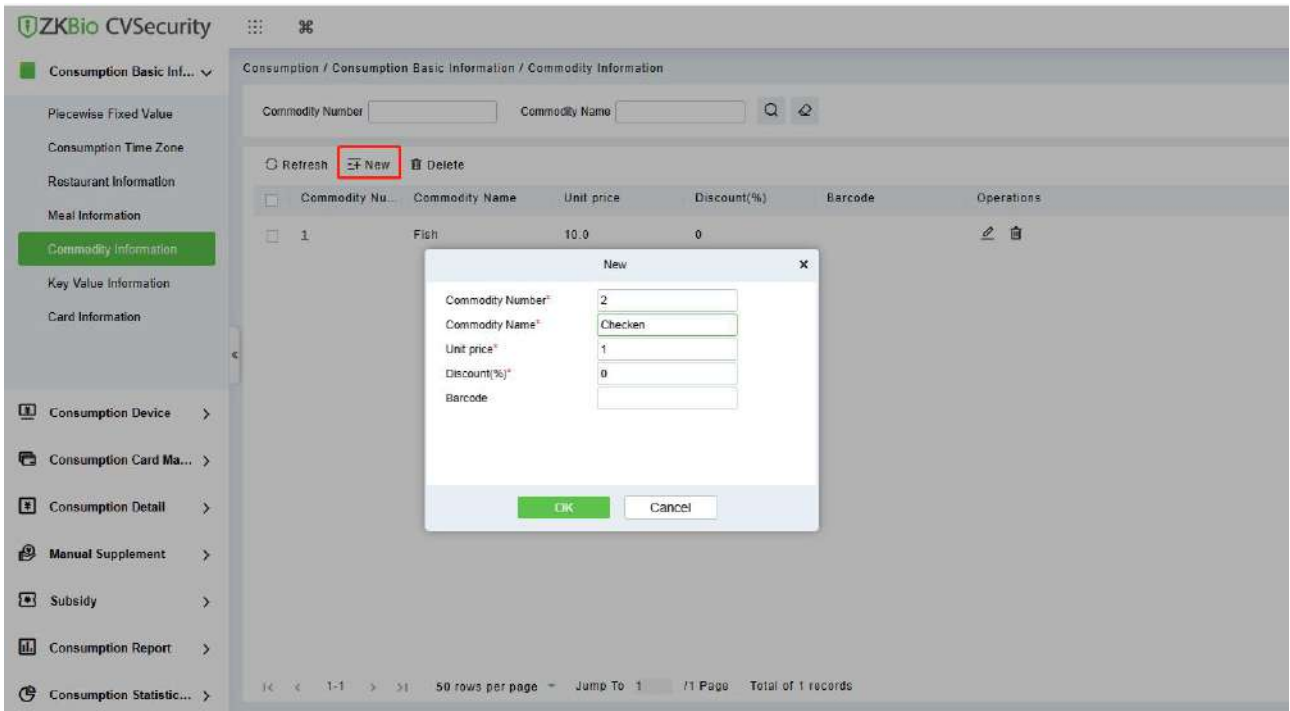 ZKBio CVSecurity
Consumption Basic Inf...
Consumption / Consumption Basic Information / Commodity Information
Piecewise Fixed Value
Consumption Time Zone
Restaurant Information
Meal Information
Commodity Information
Key Value Information
Card Information
Consumption Device
Consumption Card Ma...
Consumption Detail
Manual Supplement
Subsidy
Consumption Report
Consumption Statistic...
Commodity Number Commodity Name
Refresh New Delete
Commodity Nu... Commodity Name Unit price Discount(%) Barcode Operations
1 Fish 10.0 0
New
Commodity Number* 2
Commodity Name* Checken
Unit price* 1
Discount(%)* 0
Barcode
OK Cancel
1-1 50 rows per page Jump To 1 /1 Page Total of 1 records